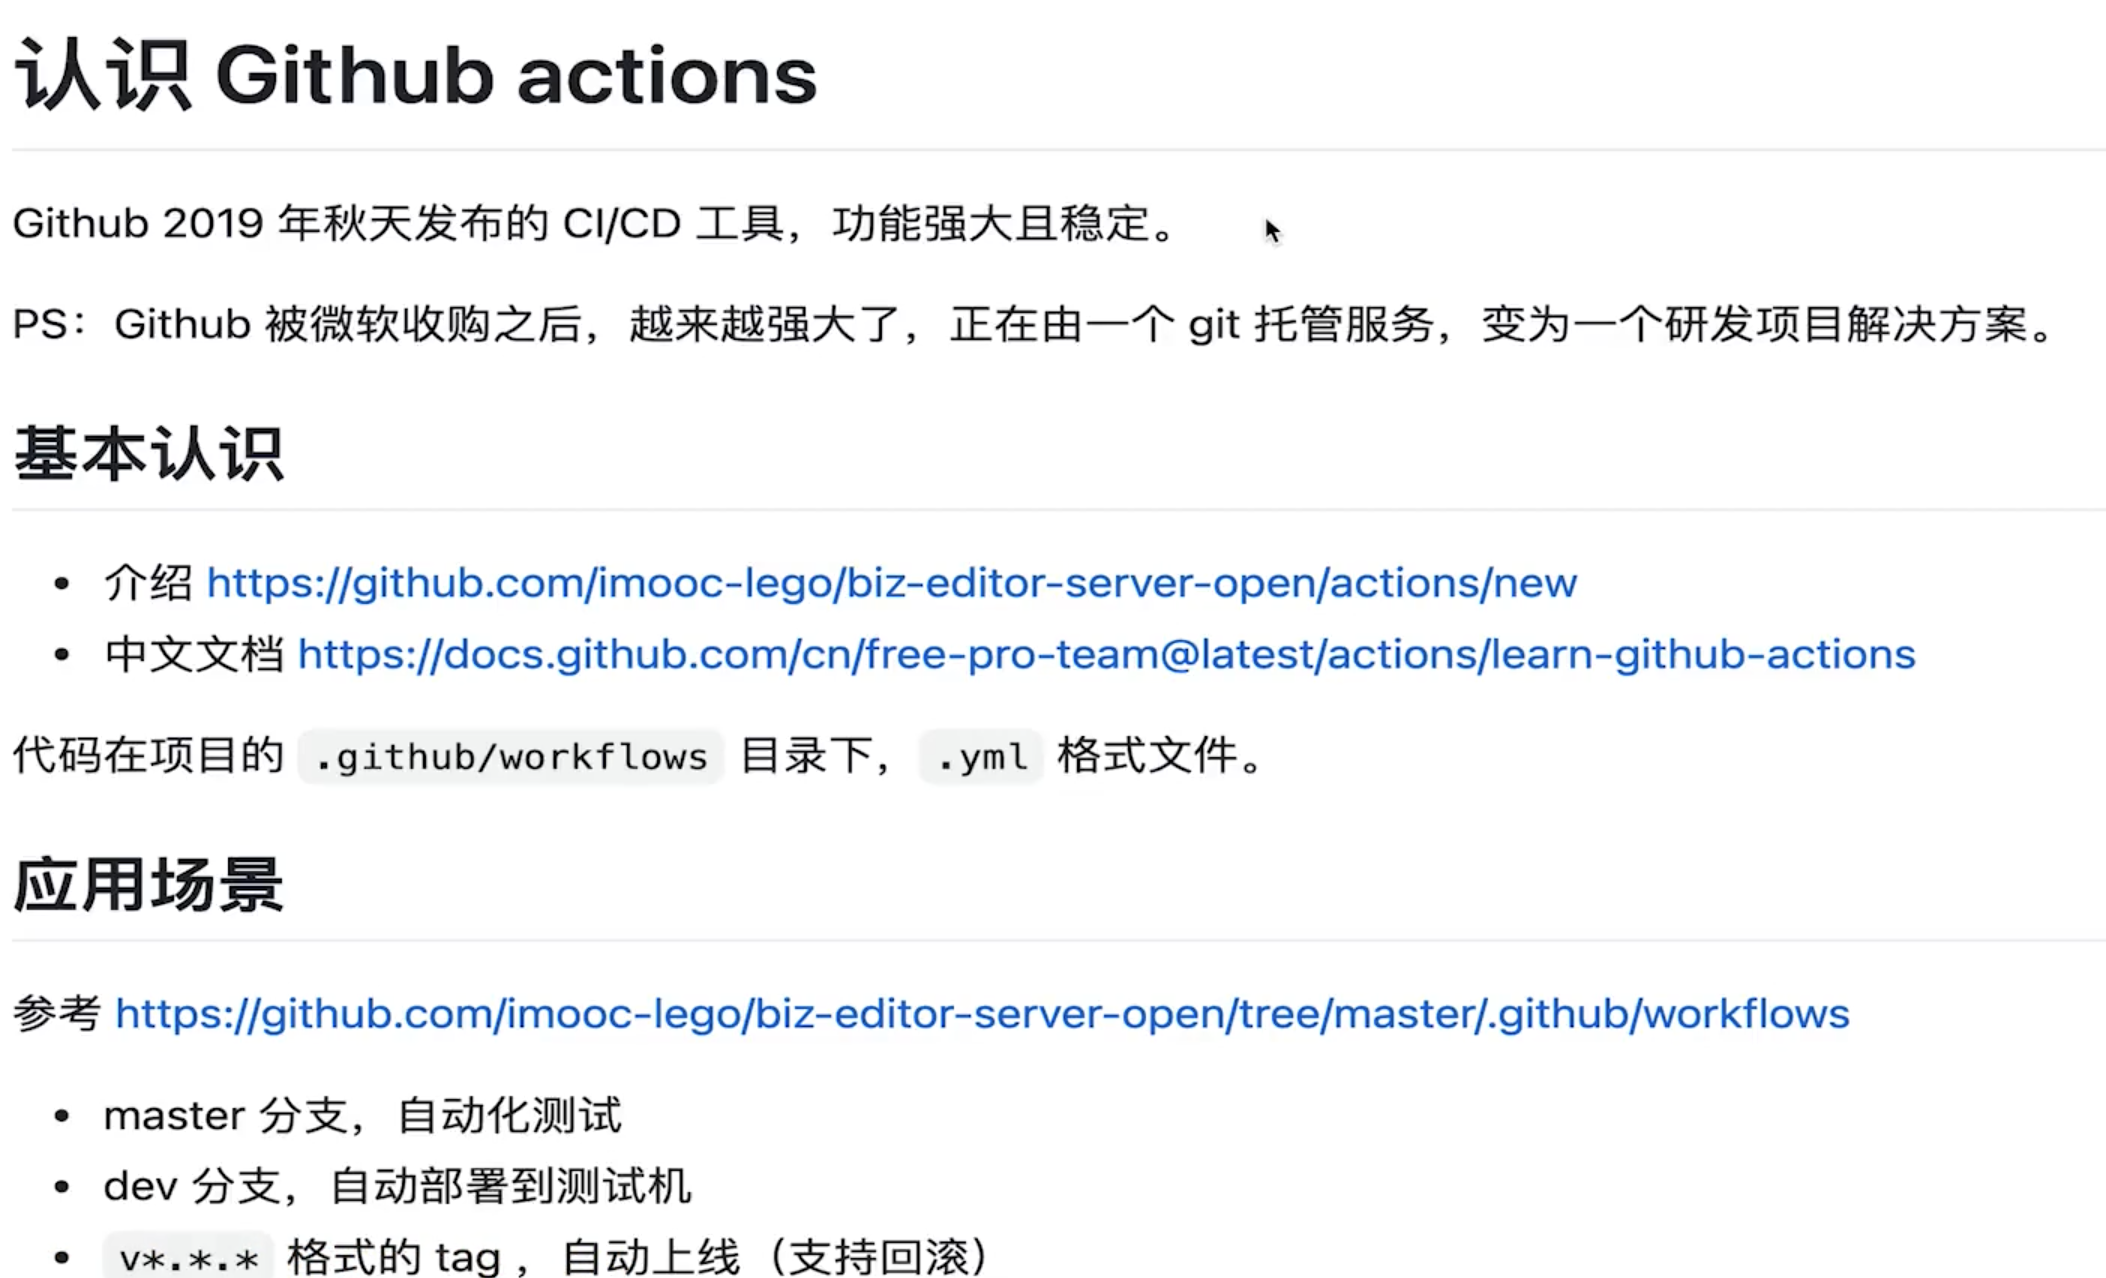 认识 Github actions
Github 2019 年秋天发布的 CI/CD 工具，功能强大且稳定。
PS：Github 被微软收购之后，越来越强大了，正在由一个 git 托管服务，变为一个研发项目解决方案。
基本认识
• 介绍 https://github.com/imooc-lego/biz-editor-server-open/actions/new
• 中文文档 https://docs.github.com/cn/free-pro-team@latest/actions/learn-github-actions
代码在项目的 .github/workflows 目录下， .yml 格式文件。
应用场景
参考 https://github.com/imooc-lego/biz-editor-server-open/tree/master/.github/workflows
• master 分支，自动化测试
• dev 分支，自动部署到测试机
• v*.*.* 格式的 tag ，自动上线（支持回滚）